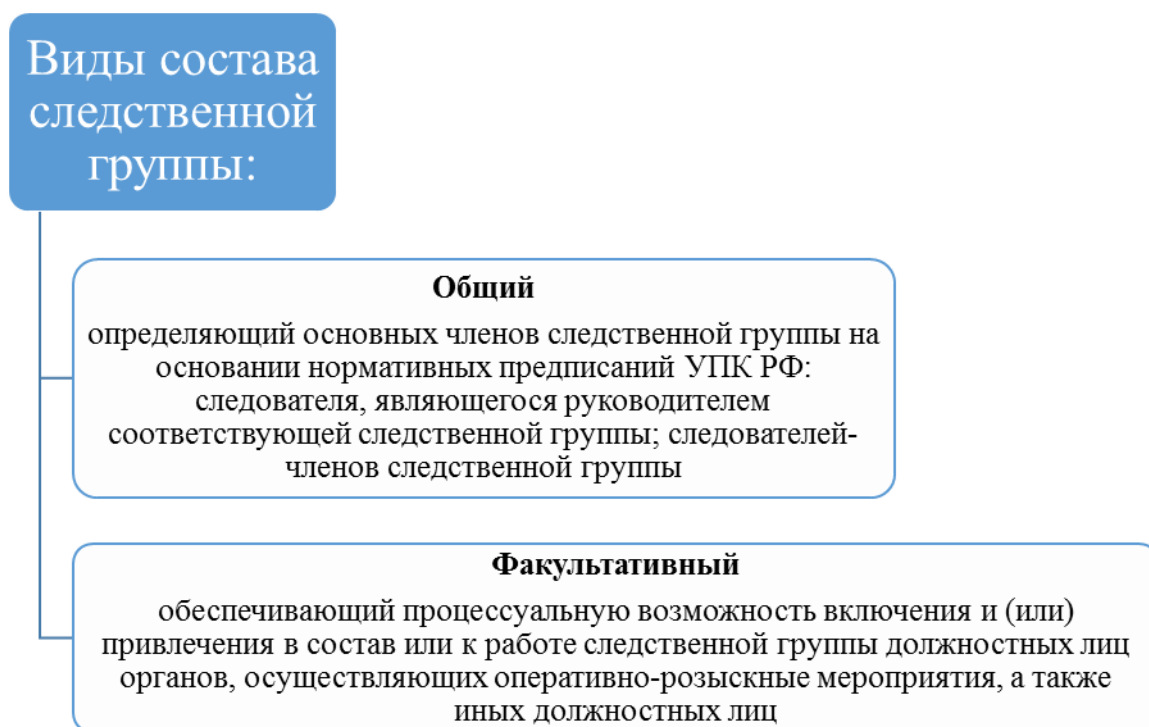 Виды состава
следственной
группы:
Общий
определяющий основных членов следственной группы на
основании нормативных предписаний УПК РФ:
следователя, являющегося руководителем
соответствующей следственной группы; следователей-
членов следственной группы
Факультативный
обеспечивающий процессуальную возможность включения и (или)
привлечения в состав или к работе следственной группы должностных лиц
органов, осуществляющих оперативно-розыскные мероприятия, а также
иных должностных лиц